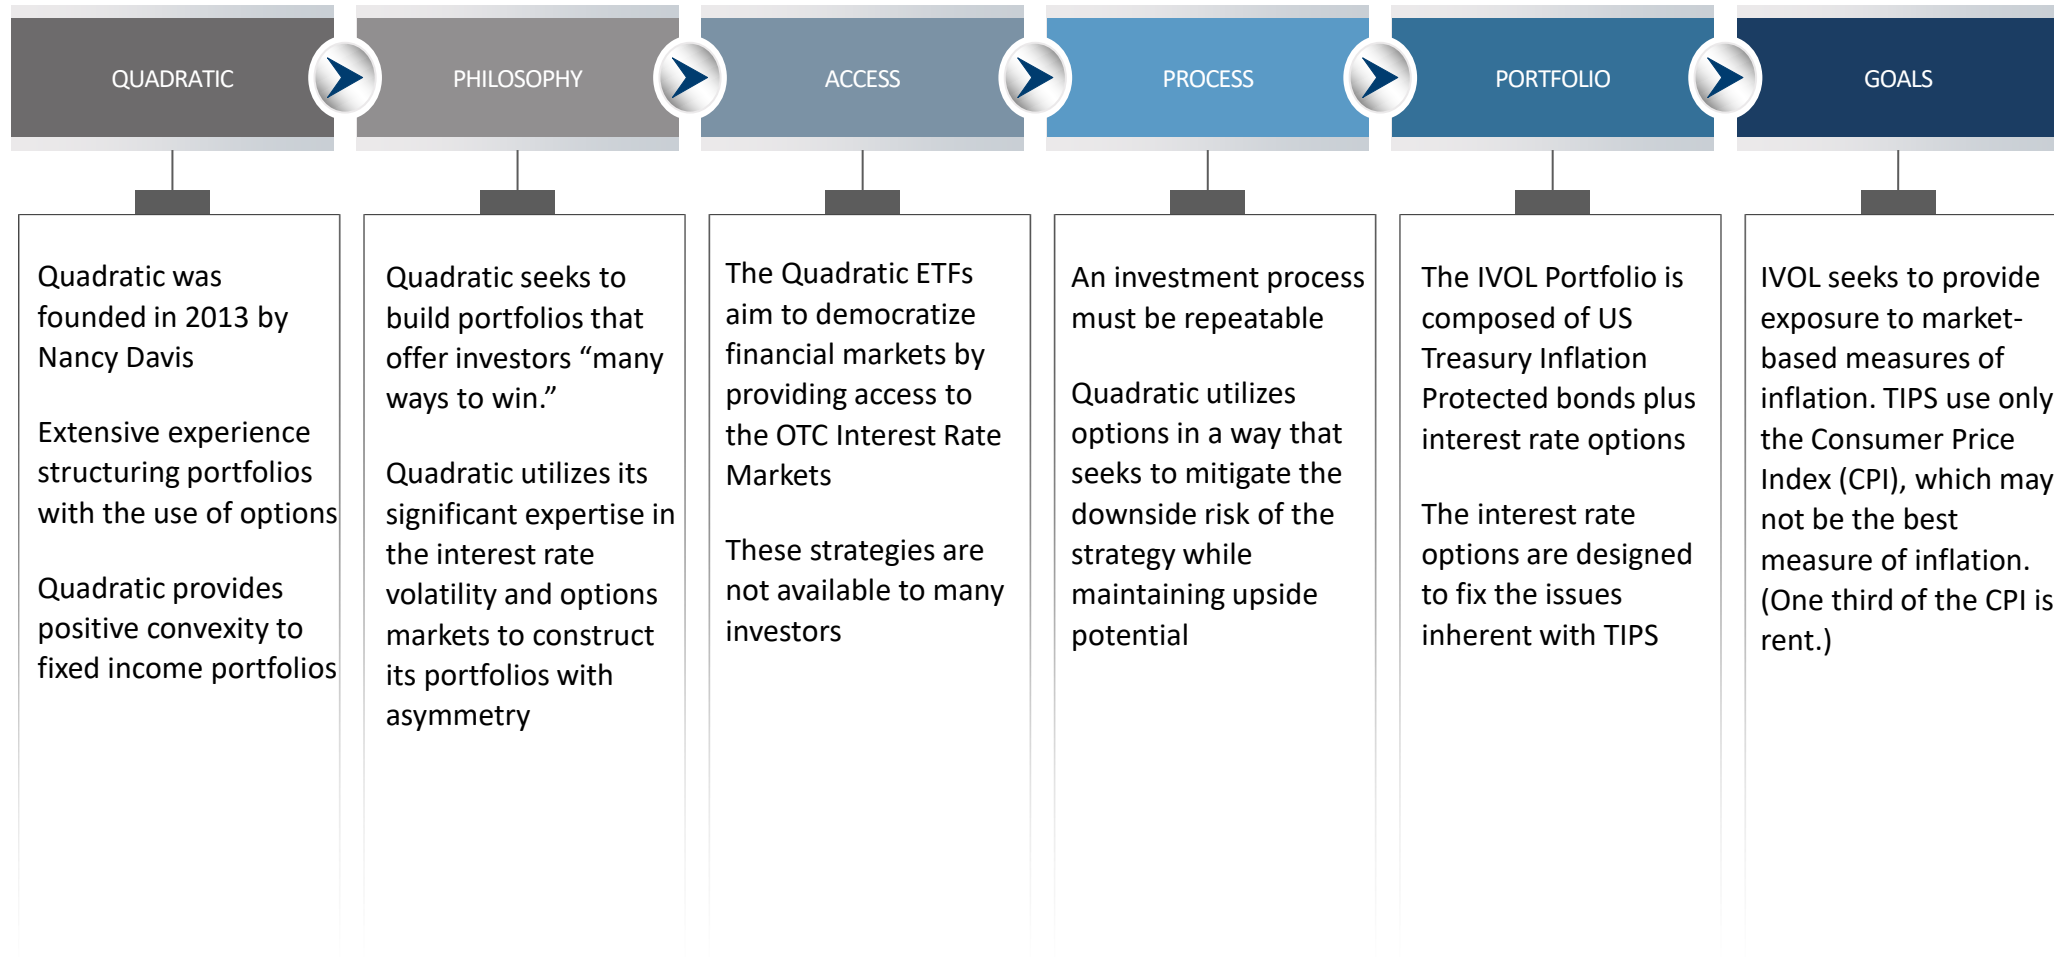 QUADRATIC
PHILOSOPHY
ACCESS
PROCESS
PORTFOLIO
GOALS
Quadratic was
founded in 2013 by
Nancy Davis
Extensive experience
structuring portfolios
with the use of options
Quadratic provides
positive convexity to
fixed income portfolios
Quadratic seeks to
build portfolios that
offer investors “many
ways to win.”
Quadratic utilizes its
significant expertise in
the interest rate
volatility and options
markets to construct
its portfolios with
asymmetry
The Quadratic ETFs
aim to democratize
financial markets by
providing access to
the OTC Interest Rate
Markets
These strategies are
not available to many
investors
An investment process
must be repeatable
Quadratic utilizes
options in a way that
seeks to mitigate the
downside risk of the
strategy while
maintaining upside
potential
The IVOL Portfolio is
composed of US
Treasury Inflation
Protected bonds plus
interest rate options
The interest rate
options are designed
to fix the issues
inherent with TIPS
IVOL seeks to provide
exposure to market-
based measures of
inflation. TIPS use only
the Consumer Price
Index (CPI), which may
not be the best
measure of inflation.
(One third of the CPI is
rent.)